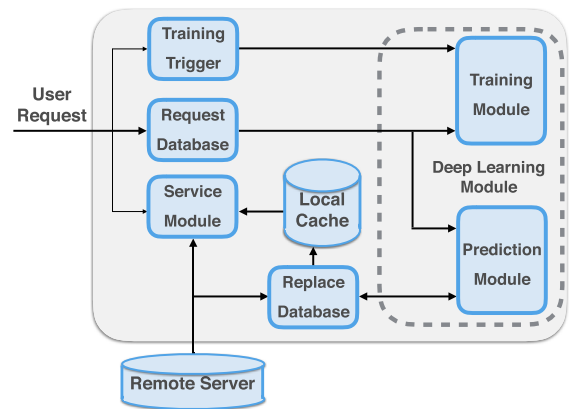 Training
Trigger
User
Request
Request
Database
Training
Module
Deep Learning
Module
Service
Module
Local
Cache
Prediction
Module
Replace
Database
Remote Server